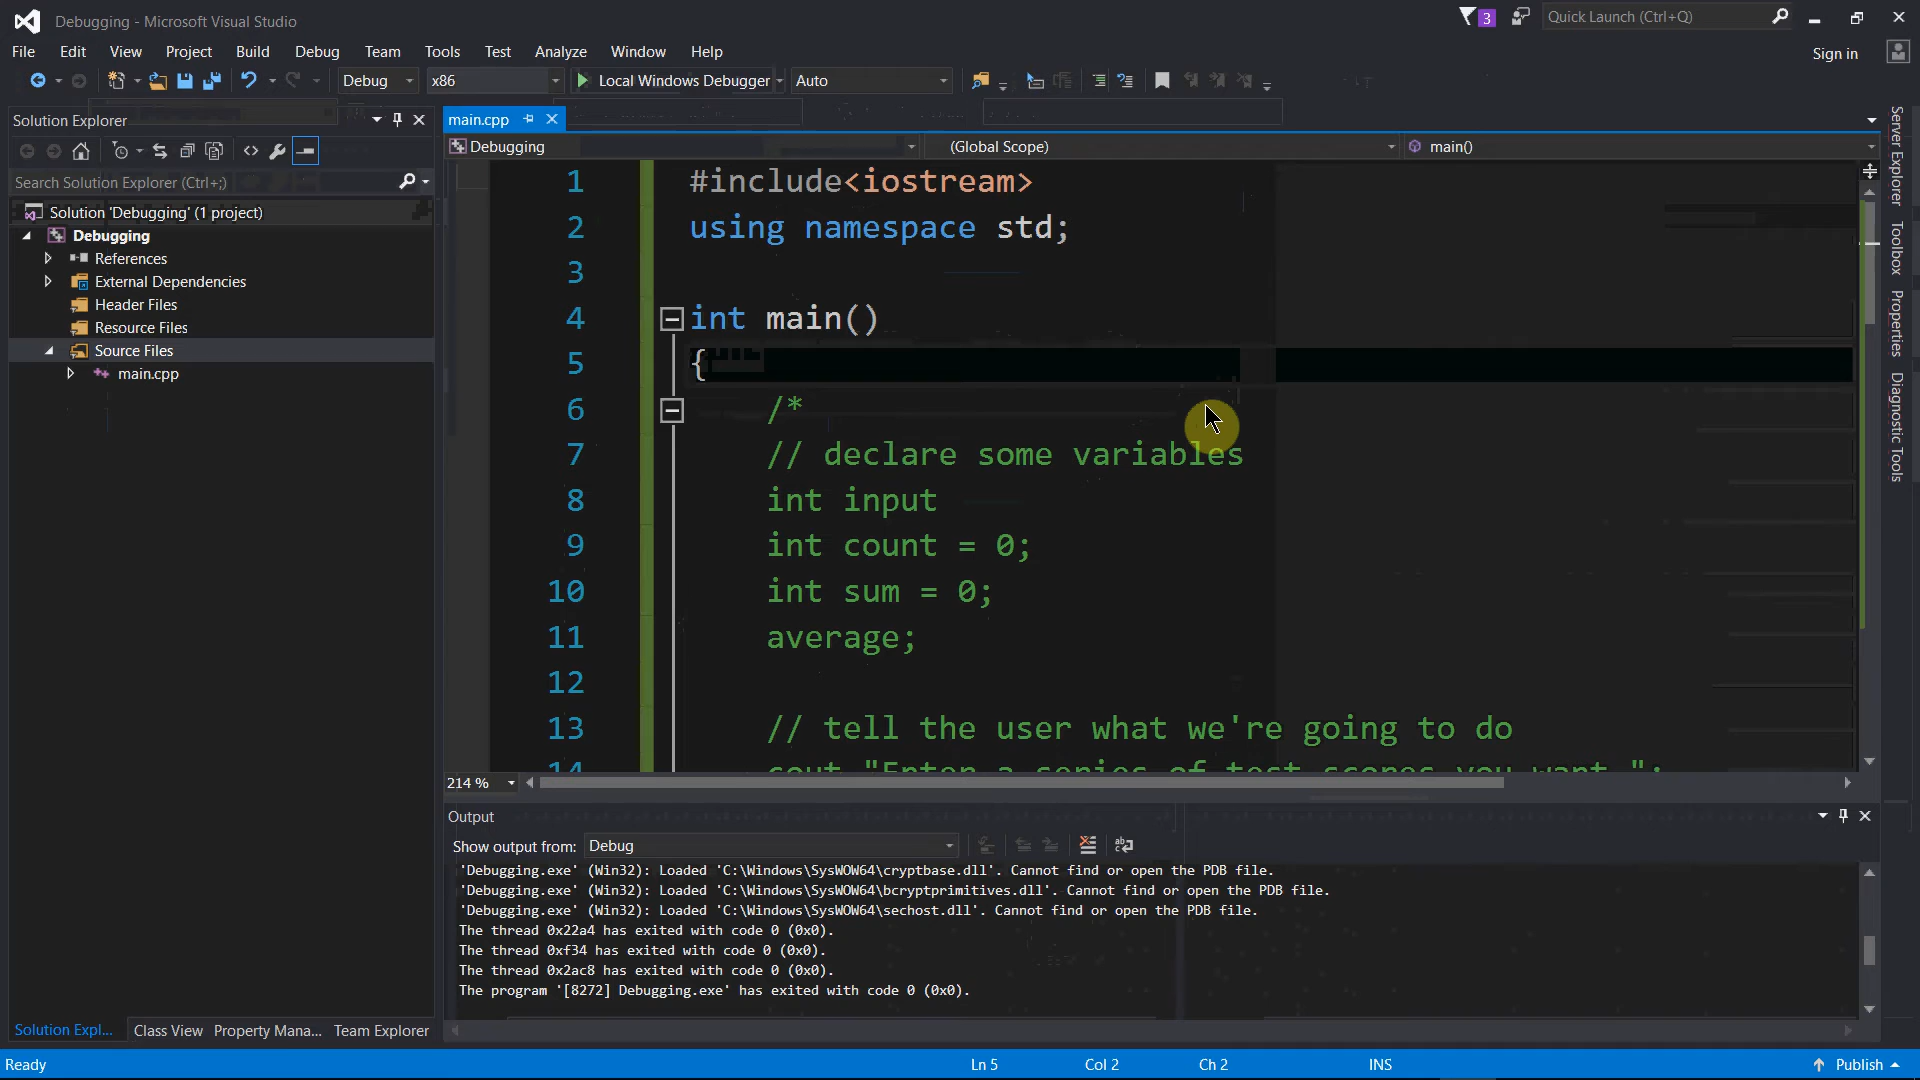 Debugging - Microsoft Visual Studio
3
Quick Launch (Ctrl+Q)
File Edit View Project Build Debug Team Tools Test Analyze Window Help
Sign in
Debug x86 Local Windows Debugger Auto
Solution Explorer
main.cpp
Debugging (Global Scope) main()
Search Solution Explorer (Ctrl+;)
Solution 'Debugging' (1 project)
Debugging
References
External Dependencies
Header Files
Resource Files
Source Files
main.cpp
1 #include<iostream>
2 using namespace std;
3
4 int main()
5 {
6 /*
7 // declare some variables
8 int input
9 int count = 0;
10 int sum = 0;
11 average;
12
13 // tell the user what we're going to do
14 cout "Enter a series of test scores you want ";
214 %
Server Explorer
Toolbox
Properties
Diagnostic Tools
Output
Show output from: Debug
'Debugging.exe' (Win32): Loaded 'C:\Windows\SysWOW64\cryptbase.dll'. Cannot find or open the PDB file.
'Debugging.exe' (Win32): Loaded 'C:\Windows\SysWOW64\bcryptprimitives.dll'. Cannot find or open the PDB file.
'Debugging.exe' (Win32): Loaded 'C:\Windows\SysWOW64\sechost.dll'. Cannot find or open the PDB file.
The thread 0x22a4 has exited with code 0 (0x0).
The thread 0xf34 has exited with code 0 (0x0).
The thread 0x2ac8 has exited with code 0 (0x0).
The program '[8272] Debugging.exe' has exited with code 0 (0x0).
Solution Expl... Class View Property Mana... Team Explorer
Ready Ln 5 Col 2 Ch 2 INS Publish